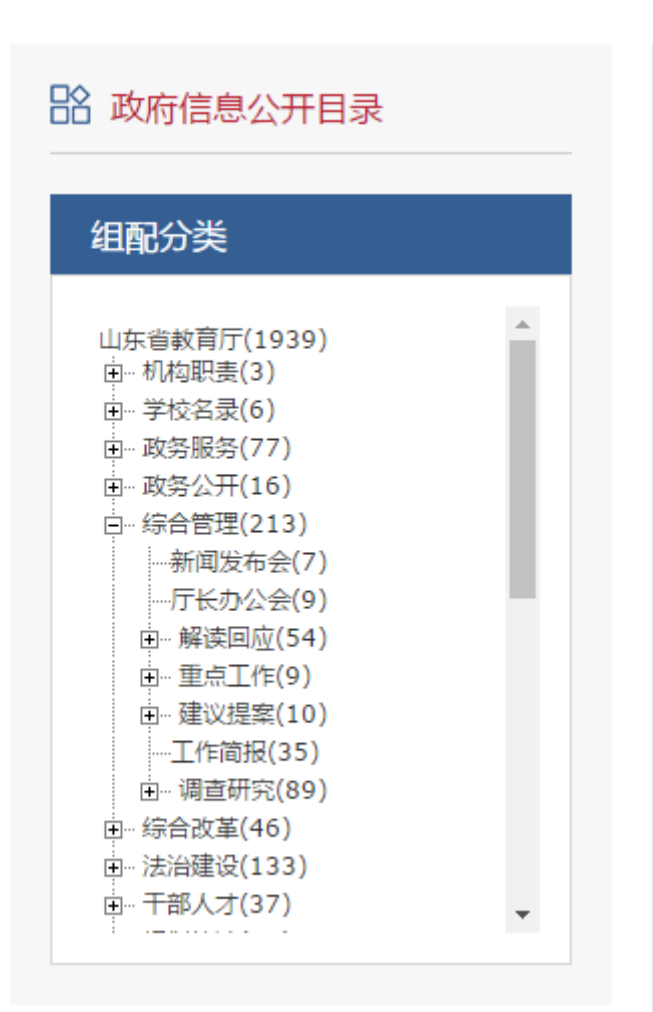 政府信息公开目录
组配分类
山东省教育厅(1939)
机构职责(3)
学校名录(6)
政务服务(77)
政务公开(16)
综合管理(213)
新闻发布会(7)
厅长办公会(9)
解读回应(54)
重点工作(9)
建议提案(10)
工作简报(35)
调查研究(89)
综合改革(46)
法治建设(133)
干部人才(37)